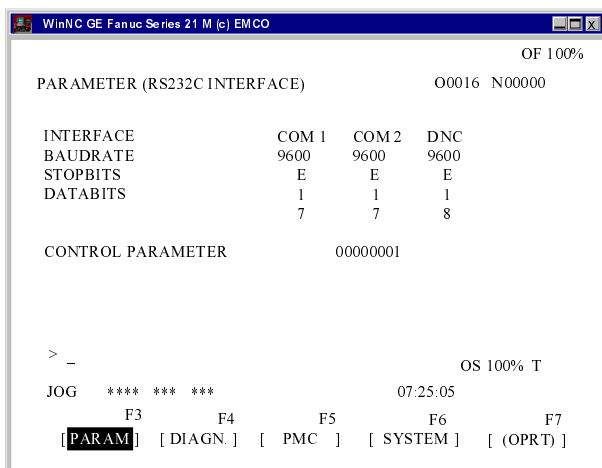 WinNC GE Fanuc Series 21 M (c) EMCO
OF 100%
PARAMETER (RS232C INTERFACE) O0016 N00000
INTERFACE COM 1 COM 2 DNC
BAUDRATE 9600 9600 9600
STOPBITS E E E
DATABITS 1 1 1
7 7 8
CONTROL PARAMETER 00000001
> _
OS 100% T
JOG **** *** *** 07:25:05
F3 F4 F5 F6 F7
[ PARAM ] [ DIAGN. ] [ PMC ] [ SYSTEM ] [ (OPRT) ]